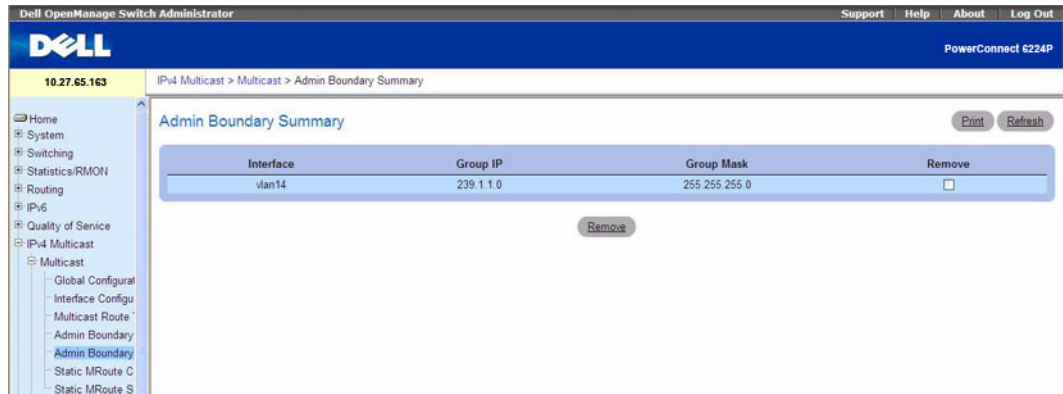 Dell OpenManage Switch Administrator
Support Help About Log Out
DELL
PowerConnect 6224P
10.27.65.163
IPv4 Multicast > Multicast > Admin Boundary Summary
Home
System
Switching
Statistics/RMON
Routing
IPv6
Quality of Service
IPv4 Multicast
Multicast
Global Configurat
Interface Configu
Multicast Route
Admin Boundary
Admin Boundary
Static MRoute C
Static MRoute S
Admin Boundary Summary
Print Refresh
Interface Group IP Group Mask Remove
vlan14 239.1.1.0 255.255.255.0
Remove